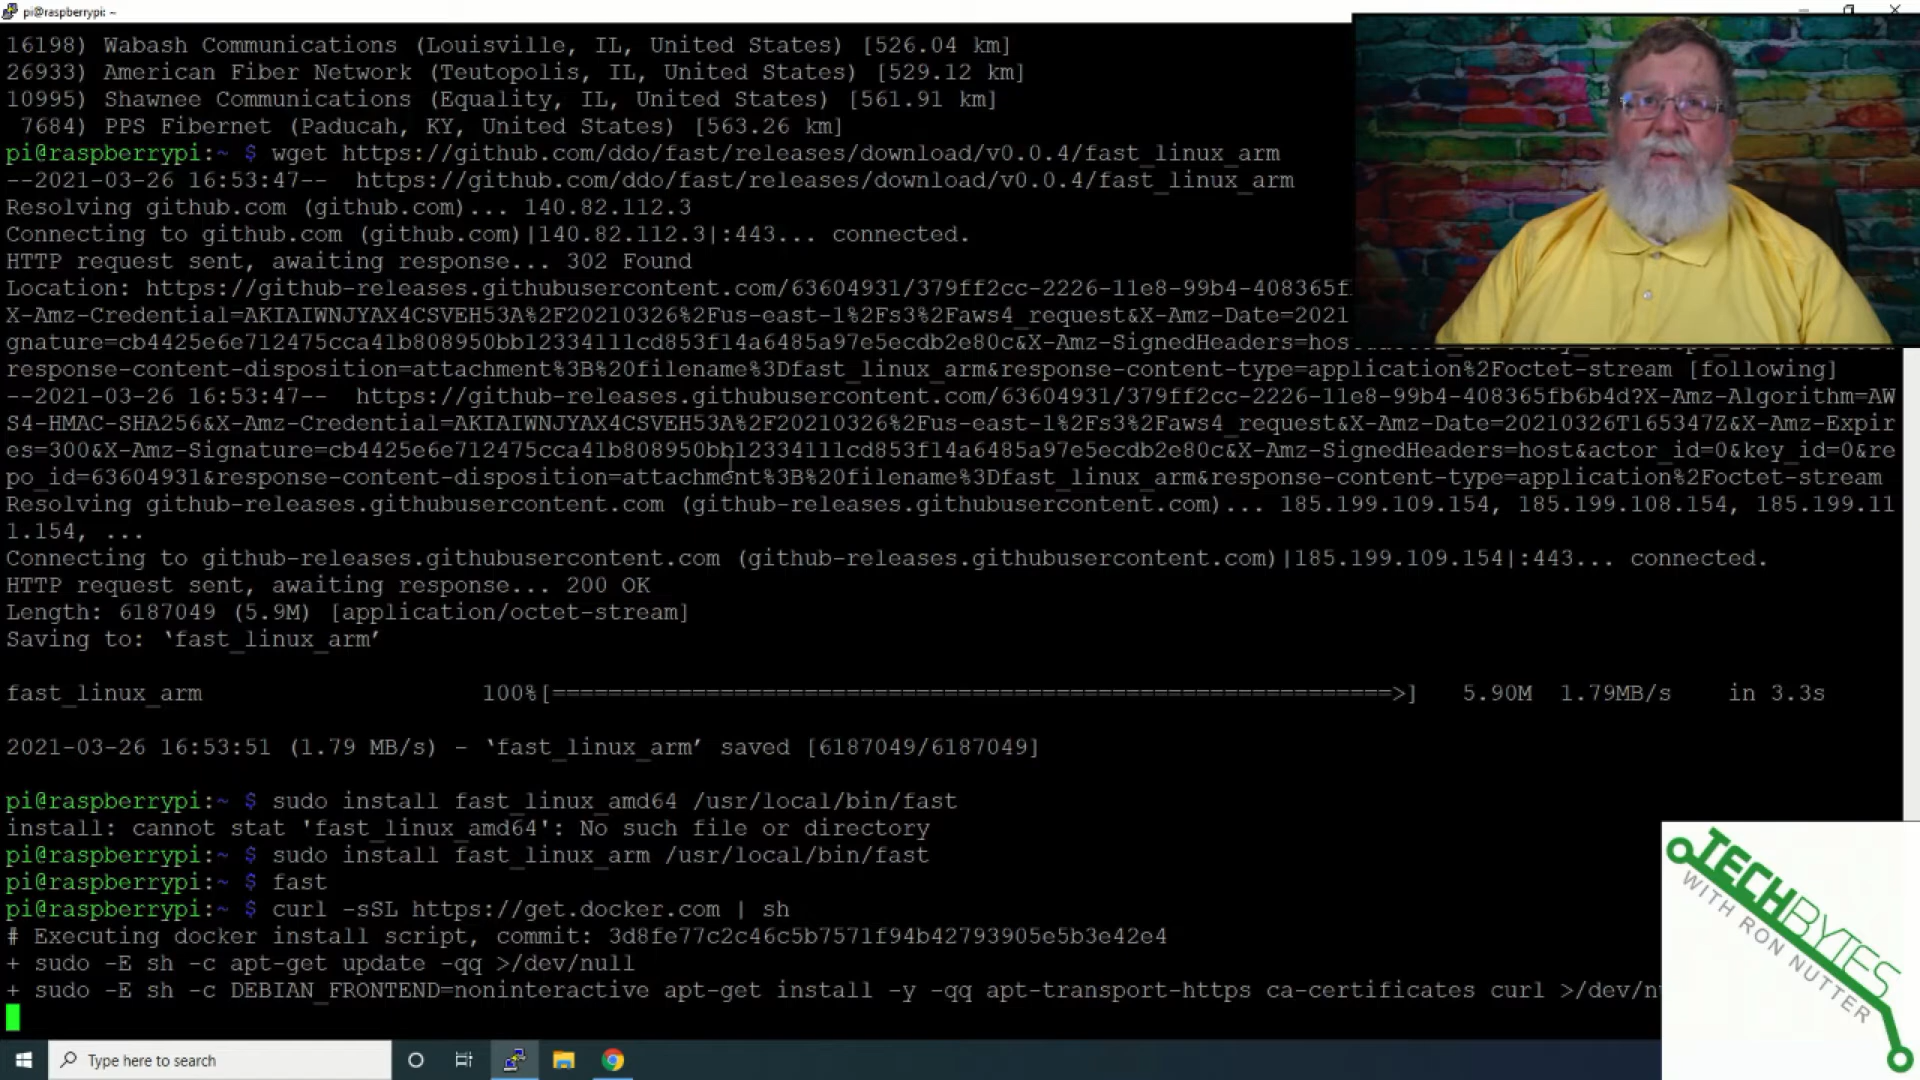 pi@raspberrypi: ~
16198) Wabash Communications (Louisville, IL, United States) [526.04 km]
26933) American Fiber Network (Teutopolis, IL, United States) [529.12 km]
10995) Shawnee Communications (Equality, IL, United States) [561.91 km]
7684) PPS Fibernet (Paducah, KY, United States) [563.26 km]
pi@raspberrypi:~ $ wget https://github.com/ddo/fast/releases/download/v0.0.4/fast_linux_arm
--2021-03-26 16:53:47-- https://github.com/ddo/fast/releases/download/v0.0.4/fast_linux_arm
Resolving github.com (github.com)... 140.82.112.3
Connecting to github.com (github.com)|140.82.112.3|:443... connected.
HTTP request sent, awaiting response... 302 Found
Location: https://github-releases.githubusercontent.com/63604931/379ff2cc-2226-11e8-99b4-408365f
X-Amz-Credential=AKIAIWNJYAX4CSVEH53A%2F20210326%2Fus-east-1%2Fs3%2Faws4_request&X-Amz-Date=2021
gnature=cb4425e6e712475cca41b808950bb12334111cd853f14a6485a97e5ecdb2e80c&X-Amz-SignedHeaders=hos
response-content-disposition=attachment%3B%20filename%3Dfast_linux_arm&response-content-type=application%2Foctet-stream [following]
--2021-03-26 16:53:47-- https://github-releases.githubusercontent.com/63604931/379ff2cc-2226-11e8-99b4-408365fb6b4d?X-Amz-Algorithm=AW
S4-HMAC-SHA256&X-Amz-Credential=AKIAIWNJYAX4CSVEH53A%2F20210326%2Fus-east-1%2Fs3%2Faws4_request&X-Amz-Date=20210326T165347Z&X-Amz-Expir
es=300&X-Amz-Signature=cb4425e6e712475cca41b808950bb12334111cd853f14a6485a97e5ecdb2e80c&X-Amz-SignedHeaders=host&actor_id=0&key_id=0&re
po_id=63604931&response-content-disposition=attachment%3B%20filename%3Dfast_linux_arm&response-content-type=application%2Foctet-stream
Resolving github-releases.githubusercontent.com (github-releases.githubusercontent.com)... 185.199.109.154, 185.199.108.154, 185.199.11
1.154, ...
Connecting to github-releases.githubusercontent.com (github-releases.githubusercontent.com)|185.199.109.154|:443... connected.
HTTP request sent, awaiting response... 200 OK
Length: 6187049 (5.9M) [application/octet-stream]
Saving to: ‘fast_linux_arm’
fast_linux_arm 100%[============================================================>] 5.90M 1.79MB/s in 3.3s
2021-03-26 16:53:51 (1.79 MB/s) - ‘fast_linux_arm’ saved [6187049/6187049]
pi@raspberrypi:~ $ sudo install fast_linux_amd64 /usr/local/bin/fast
install: cannot stat 'fast_linux_amd64': No such file or directory
pi@raspberrypi:~ $ sudo install fast_linux_arm /usr/local/bin/fast
pi@raspberrypi:~ $ fast
pi@raspberrypi:~ $ curl -sSL https://get.docker.com | sh
# Executing docker install script, commit: 3d8fe77c2c46c5b7571f94b42793905e5b3e42e4
+ sudo -E sh -c apt-get update -qq >/dev/null
+ sudo -E sh -c DEBIAN_FRONTEND=noninteractive apt-get install -y -qq apt-transport-https ca-certificates curl >/dev/n
TECHBYTES
WITH RON NUTTER
Type here to search